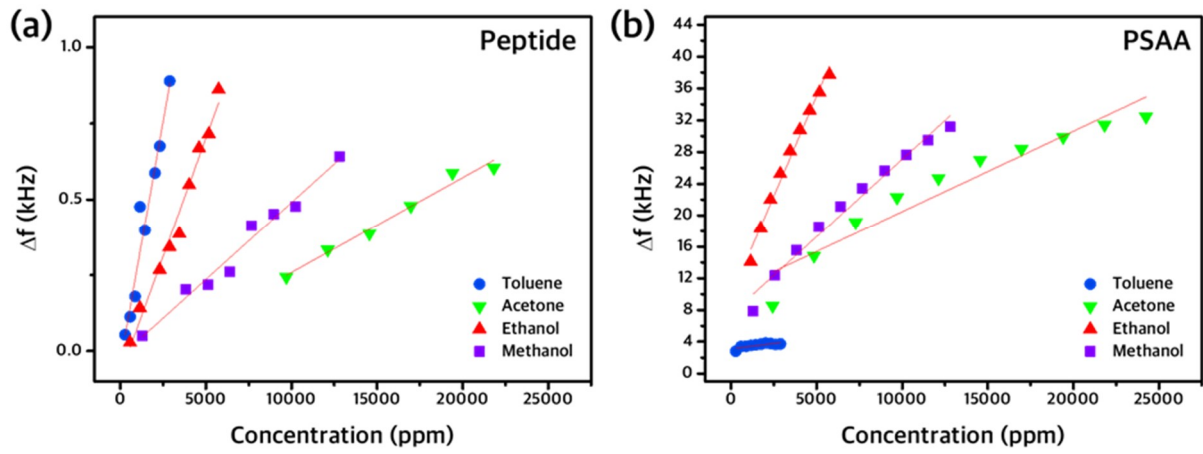 (a)
Peptide
1.0
0.5
0.0
Δf (kHz)
Toluene
Acetone
Ethanol
Methanol
0 5000 10000 15000 20000 25000
Concentration (ppm)
(b)
PSAA
44
40
36
32
28
24
20
16
12
8
4
0
Δf (kHz)
Toluene
Acetone
Ethanol
Methanol
0 5000 10000 15000 20000 25000
Concentration (ppm)